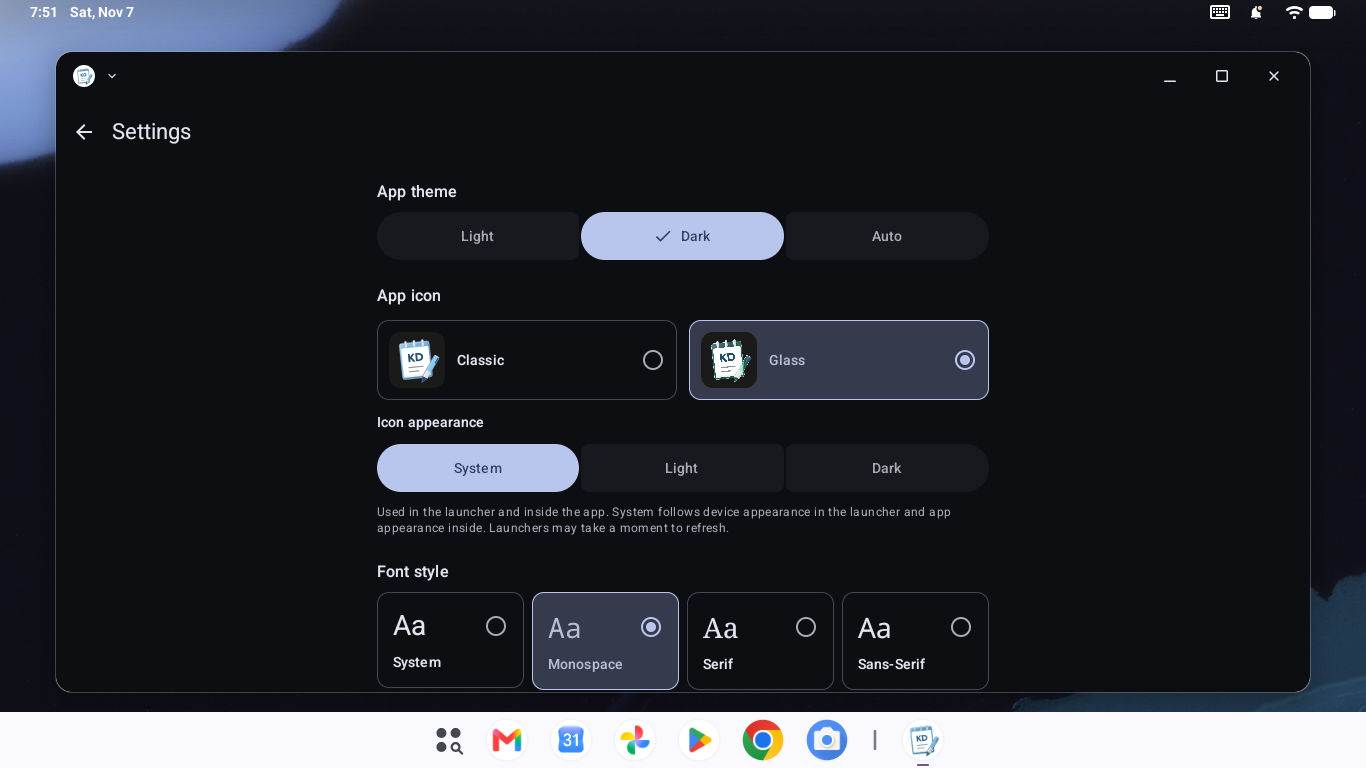 7:51 Sat, Nov 7
Settings
App theme
Light Dark Auto
App icon
KD Classic KD Glass
Icon appearance
System Light Dark
Used in the launcher and inside the app. System follows device appearance in the launcher and app
appearance inside. Launchers may take a moment to refresh.
Font style
Aa Aa Aa Aa
System Monospace Serif Sans-Serif
31 KD